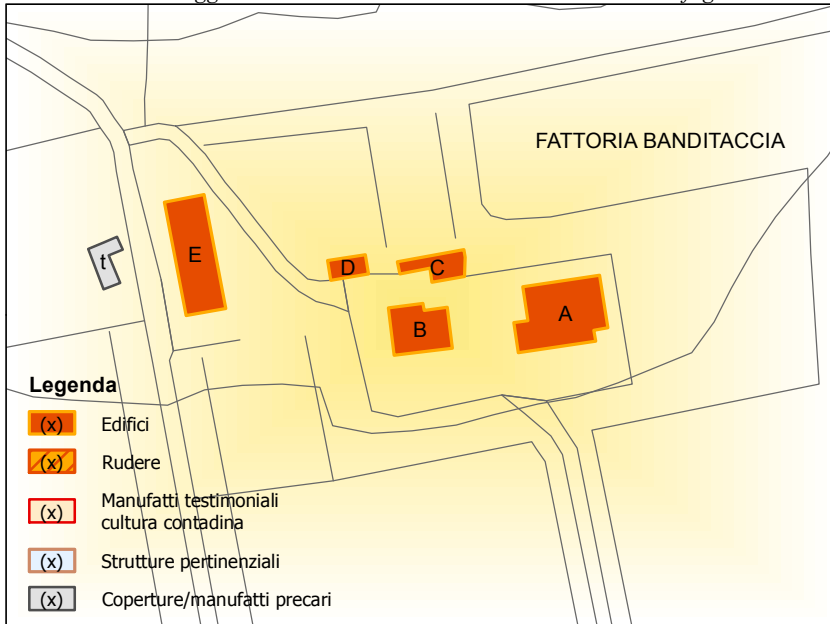 FATTORIA BANDITACCIA
E
t
D
C
B
A
Legenda
(x) Edifici
(x) Rudere
(x) Manufatti testimoniali
cultura contadina
(x) Strutture pertinenziali
(x) Coperture/manufatti precari